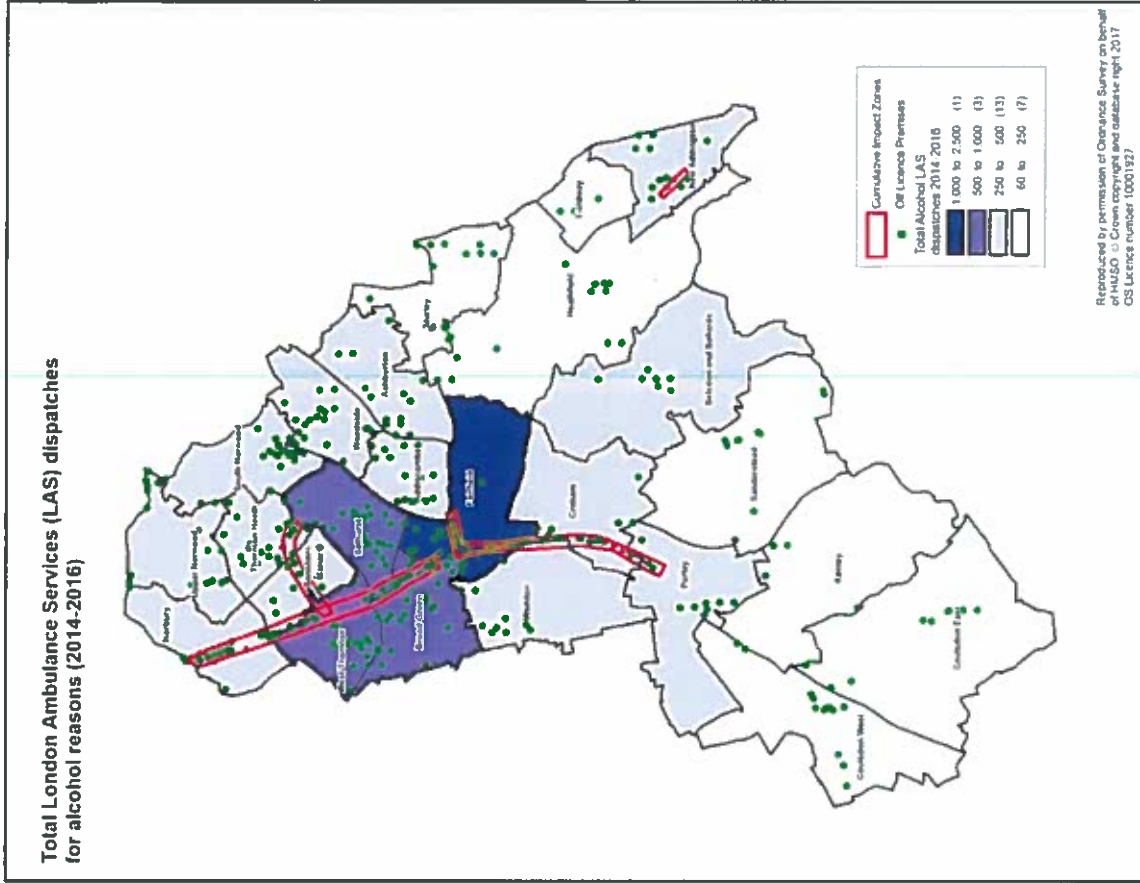 Total London Ambulance Services (LAS) dispatches
for alcohol reasons (2014-2016)
Norbury
Upper Norwood
South Norwood
Thornton Heath
Bensham
Manor
Selhurst
West Thornton
Broad Green
Woodside
Ashburton
Addiscombe
Fairfield
Shirley
Heathfield
Fieldway
New Addington
Waddon
Croham
Selsdon and Ballards
Purley
Sanderstead
Kenley
Coulsdon West
Coulsdon East
Cumulative Impact Zones
Off Licence Premises
Total Alcohol LAS
dispatches 2014-2016
1 000 to 2 500 (1)
500 to 1 000 (3)
250 to 500 (13)
60 to 250 (7)
Reproduced by permission of Ordnance Survey on behalf
of HMSO © Crown copyright and database right 2017
OS Licence number 10001927